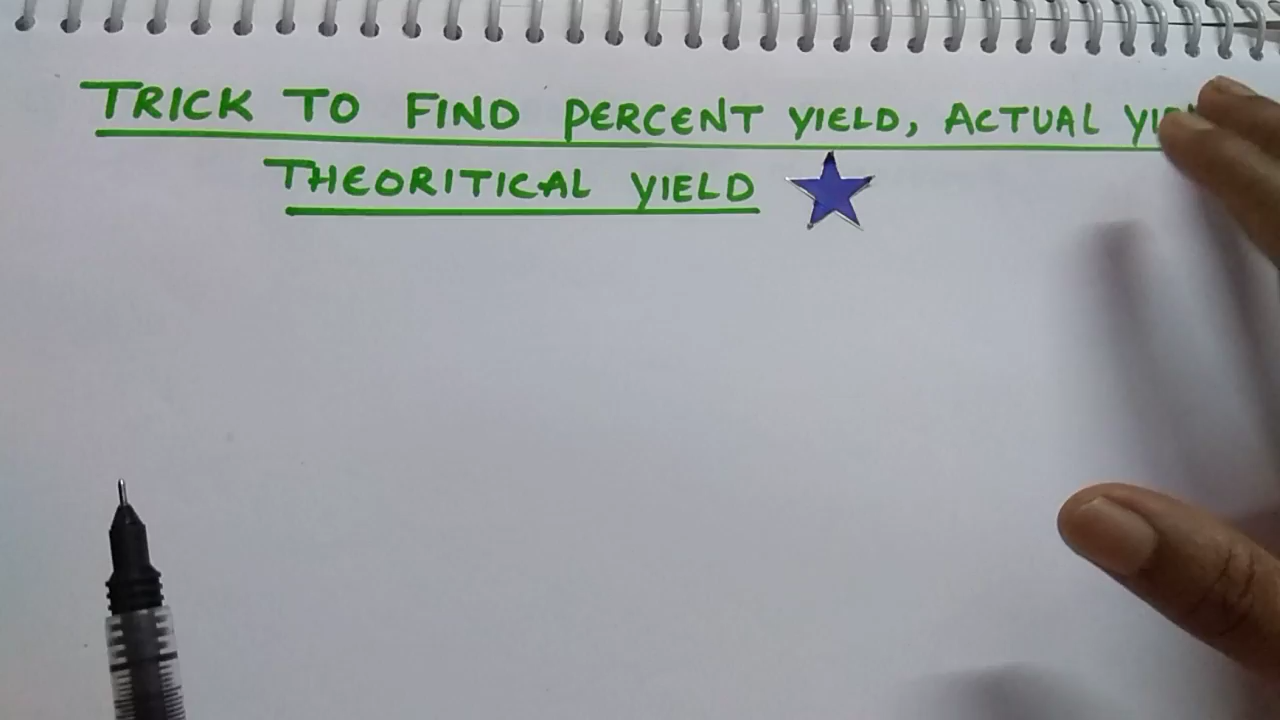 TRICK TO FIND PERCENT YIELD, ACTUAL
THEORITICAL YIELD